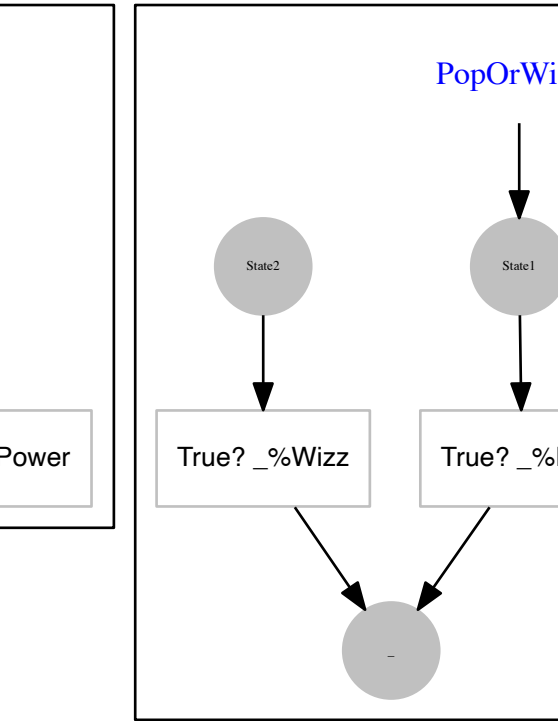 PopOrWi
State2
State1
Power
True? _%Wizz
True? _%
_